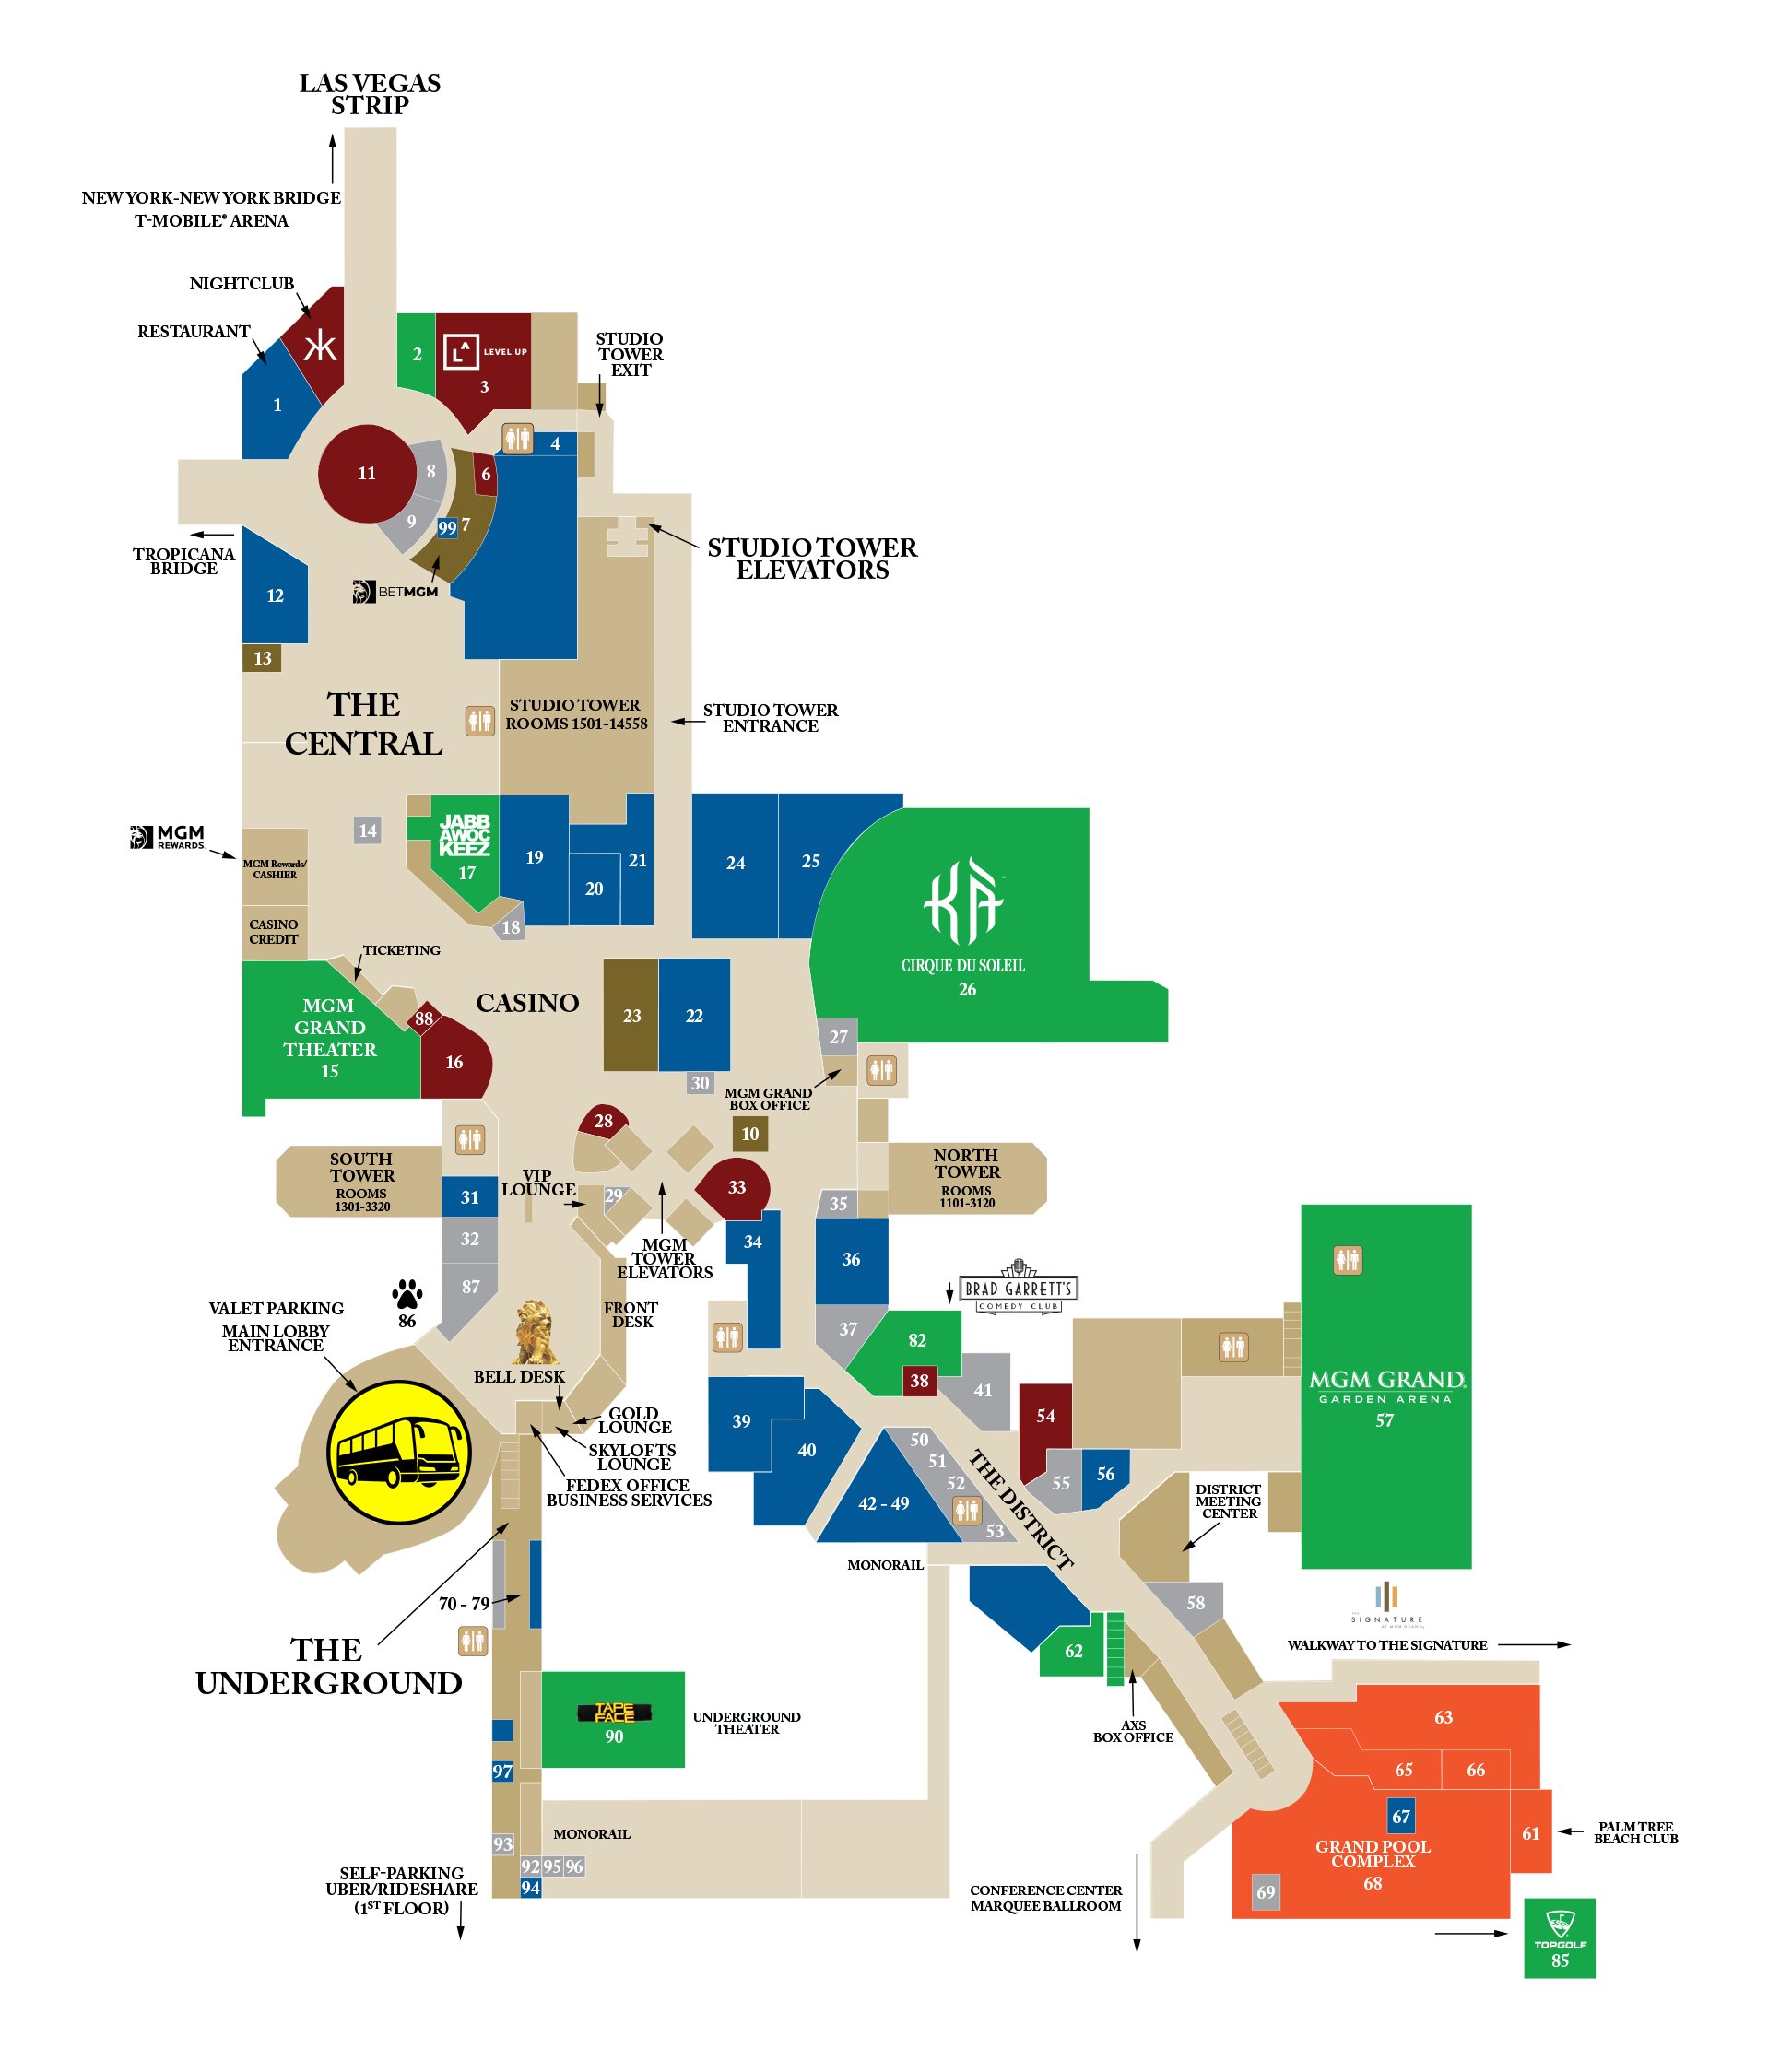 LAS VEGAS
STRIP
NEW YORK-NEW YORK BRIDGE
T-MOBILE® ARENA
NIGHTCLUB
RESTAURANT
1
2
LA
LEVEL UP
3
STUDIO
TOWER
EXIT
4
11
8
6
9
99
7
TROPICANA
BRIDGE
BETMGM
STUDIO TOWER
ELEVATORS
12
13
THE
CENTRAL
STUDIO TOWER
ROOMS 1501-14558
STUDIO TOWER
ENTRANCE
MGM
REWARDS
14
MGM Rewards/
CASHIER
CASINO
CREDIT
JABB
AWOC
KEEZ
17
18
19
20
21
24
25
KÀ
CIRQUE DU SOLEIL
26
TICKETING
MGM
GRAND
THEATER
15
88
16
CASINO
23
22
30
27
MGM GRAND
BOX OFFICE
28
10
SOUTH
TOWER
ROOMS
1301-3320
31
32
87
VIP
LOUNGE
29
33
MGM
TOWER
ELEVATORS
34
35
NORTH
TOWER
ROOMS
1101-3120
36
37
BRAD GARRETT'S
COMEDY CLUB
82
38
41
86
VALET PARKING
MAIN LOBBY
ENTRANCE
FRONT
DESK
BELL DESK
GOLD
LOUNGE
SKYLOFTS
LOUNGE
FEDEX OFFICE
BUSINESS SERVICES
39
40
42 - 49
50
51
52
53
THE DISTRICT
54
55
56
MGM GRAND
GARDEN ARENA
57
DISTRICT
MEETING
CENTER
58
MONORAIL
62
AXS
BOX OFFICE
THE
SIGNATURE
AT MGM GRAND
WALKWAY TO THE SIGNATURE
70 - 79
THE
UNDERGROUND
TAPE
FACE
90
UNDERGROUND
THEATER
97
93
MONORAIL
92
95
96
94
SELF-PARKING
UBER/RIDESHARE
(1ST FLOOR)
CONFERENCE CENTER
MARQUEE BALLROOM
63
65
66
67
61
PALM TREE
BEACH CLUB
GRAND POOL
COMPLEX
68
69
TOPGOLF
85